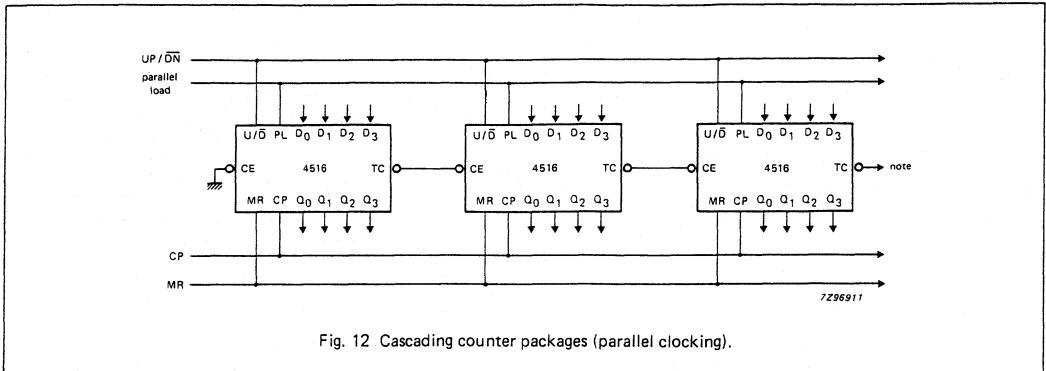 UP/DN̅
parallel
load
U/D̅ PL D0 D1 D2 D3
CE 4516 TC
MR CP Q0 Q1 Q2 Q3
U/D̅ PL D0 D1 D2 D3
CE 4516 TC
MR CP Q0 Q1 Q2 Q3
U/D̅ PL D0 D1 D2 D3
CE 4516 TC
MR CP Q0 Q1 Q2 Q3
note
CP
MR
7Z96911
Fig. 12 Cascading counter packages (parallel clocking).